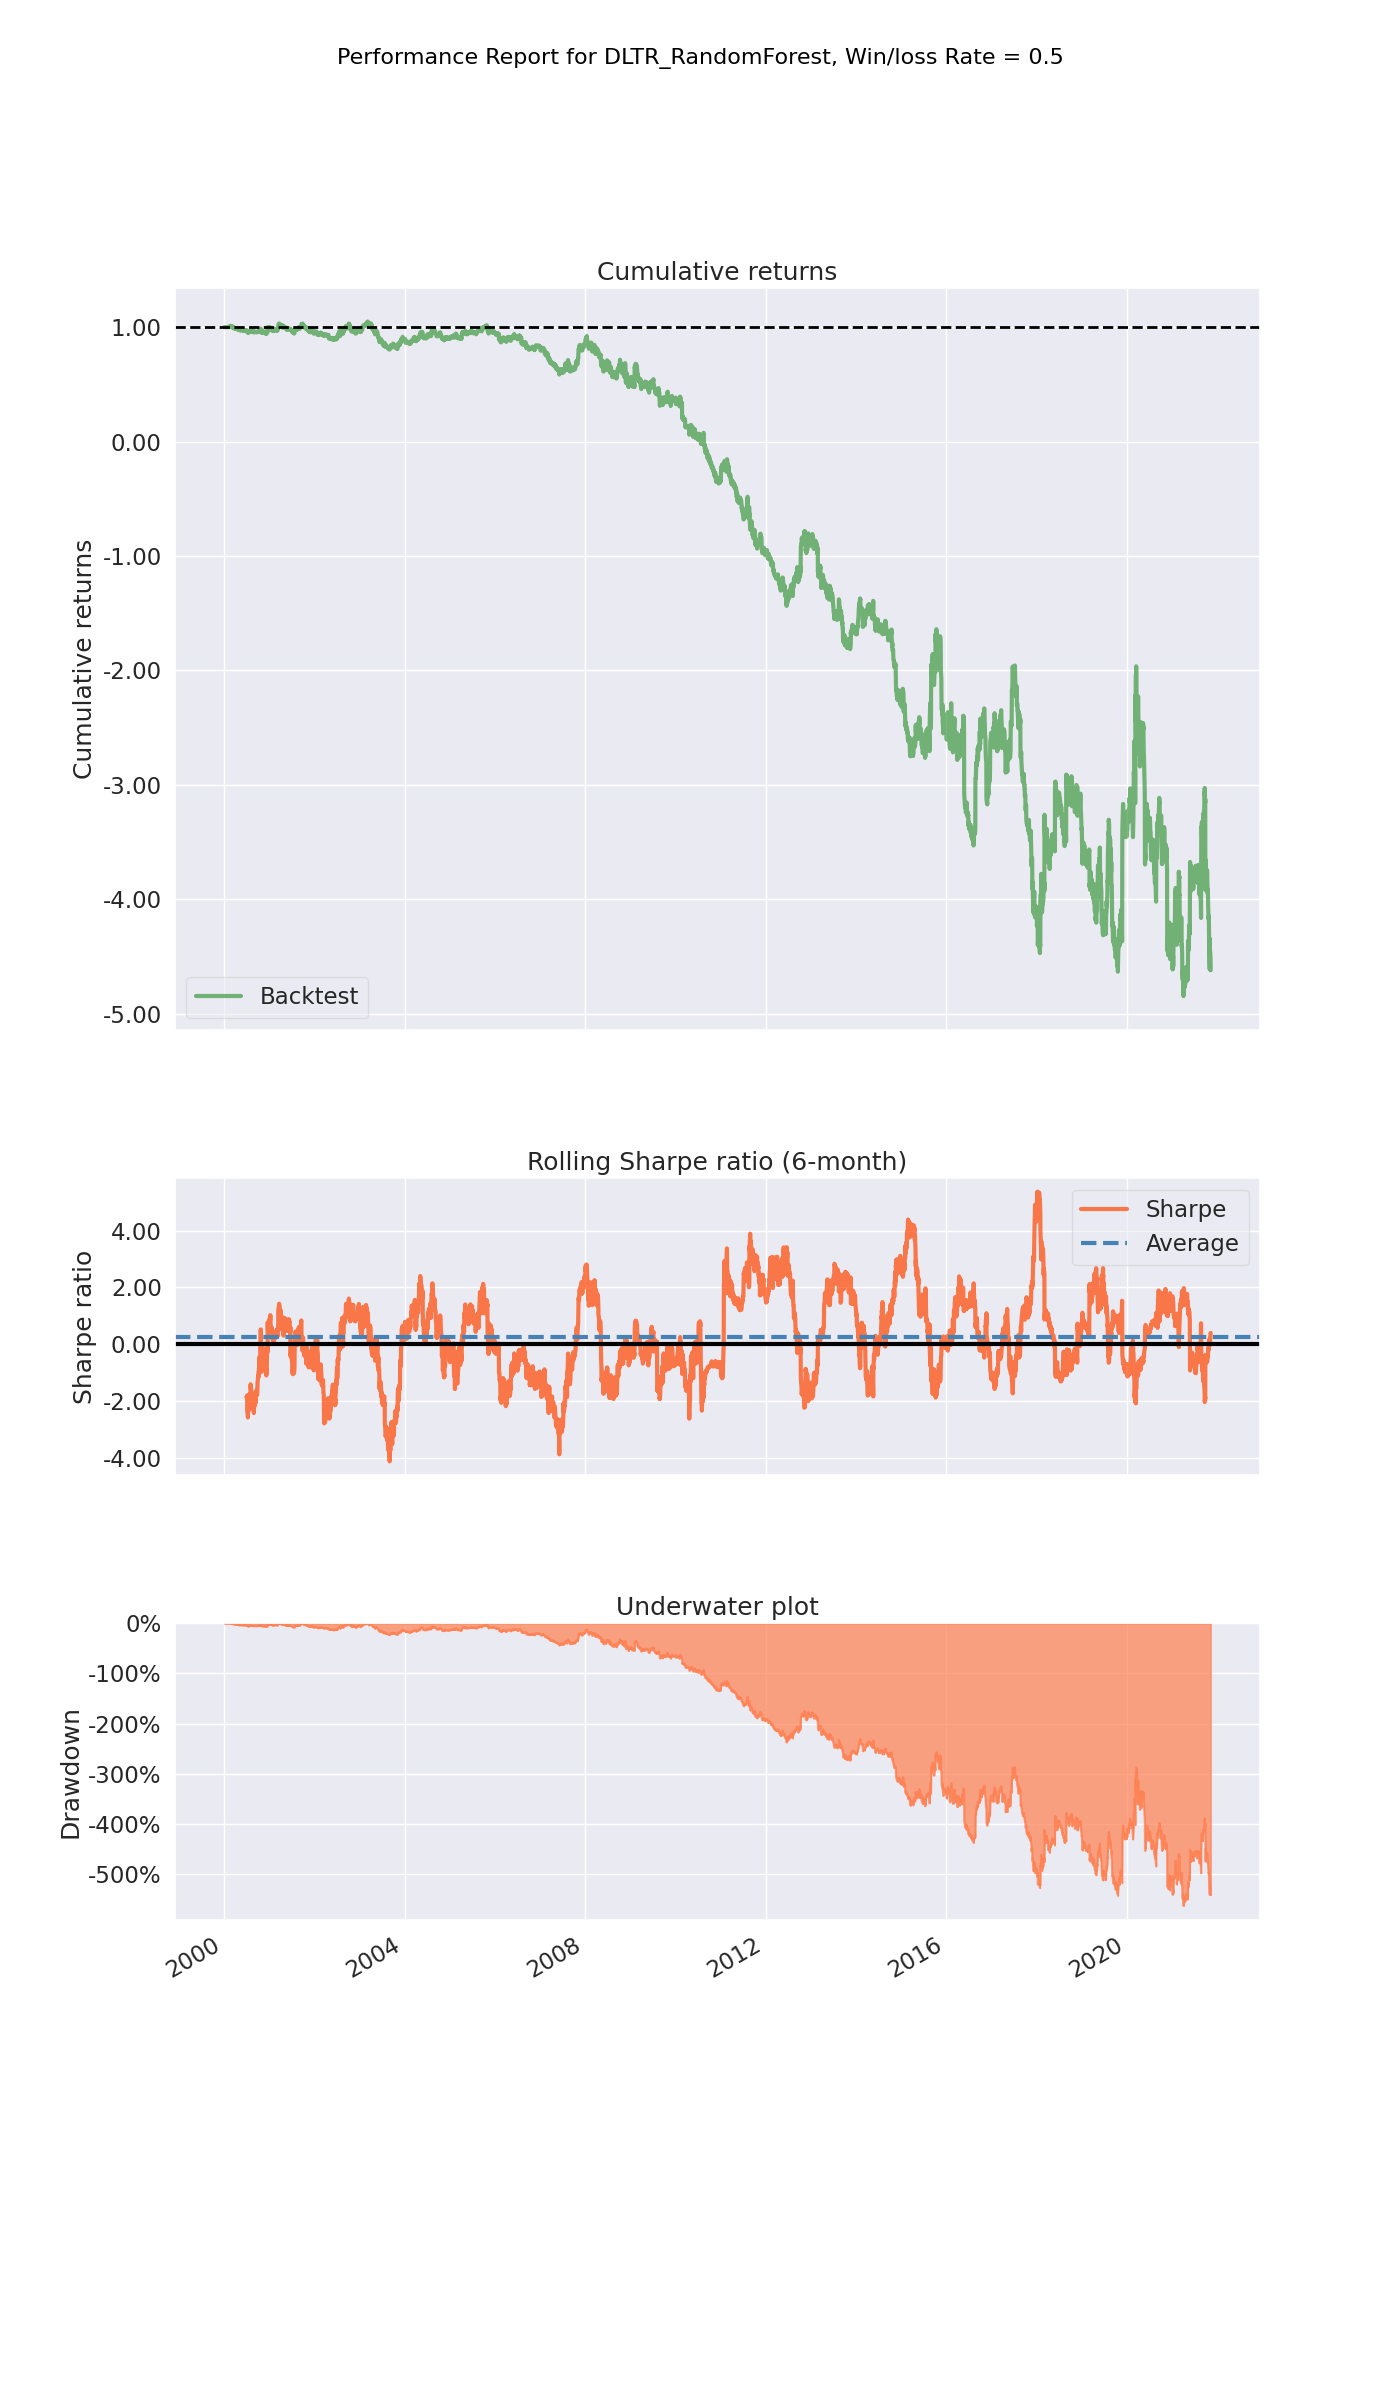 Performance Report for DLTR_RandomForest, Win/loss Rate = 0.5
Cumulative returns
Cumulative returns
1.00
0.00
-1.00
-2.00
-3.00
-4.00
-5.00
Backtest
Rolling Sharpe ratio (6-month)
Sharpe ratio
4.00
2.00
0.00
-2.00
-4.00
Sharpe
Average
Underwater plot
Drawdown
0%
-100%
-200%
-300%
-400%
-500%
2000
2004
2008
2012
2016
2020